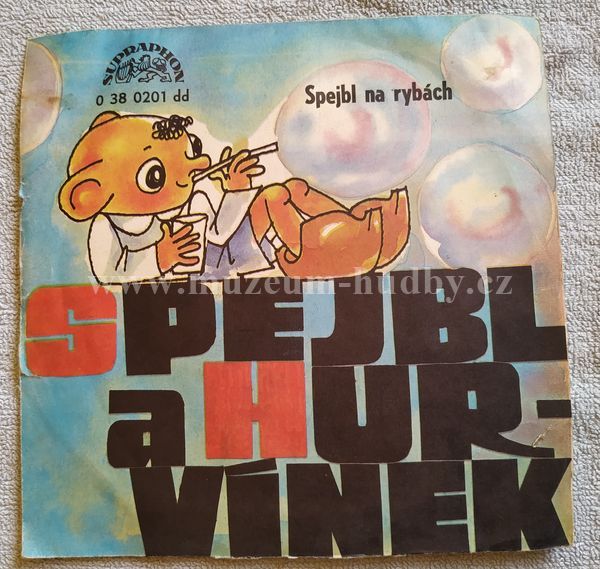 SUPRAPHON
0 38 0201 dd
Spejbl na rybách
www.muzeum-hudby.cz
SPEJBL
a HUR-
VÍNEK